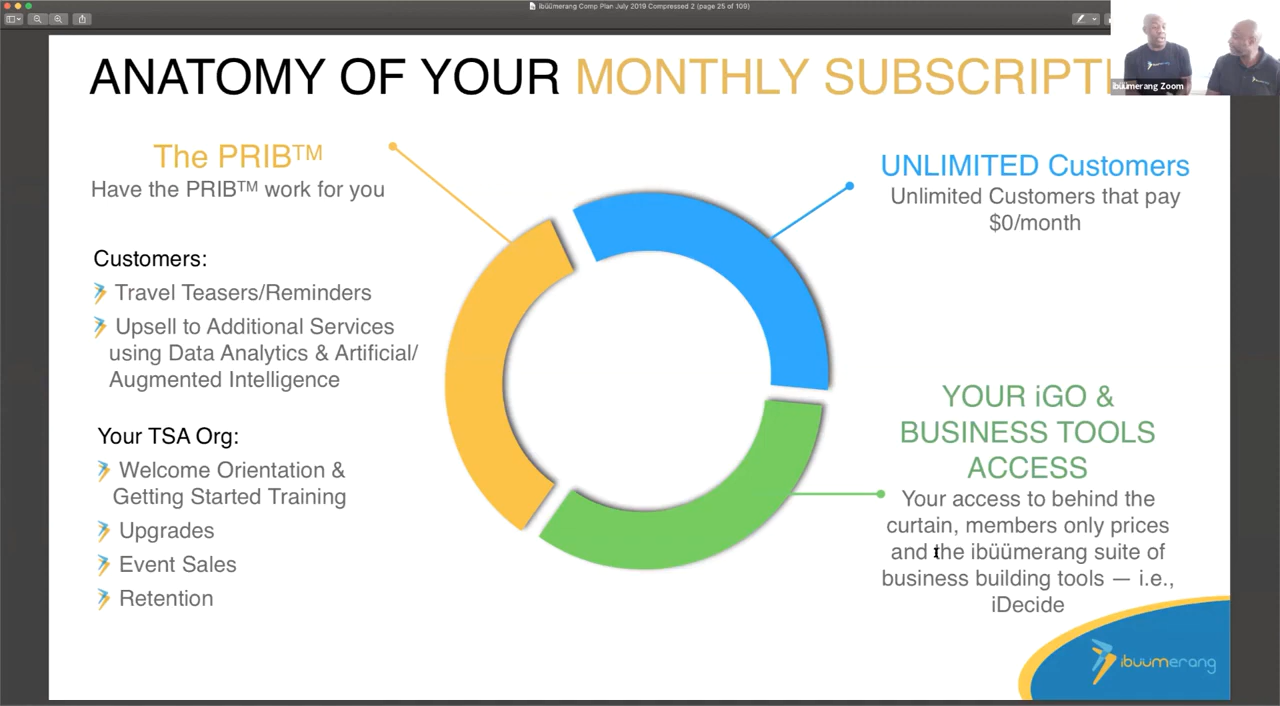 ibüümerang Comp Plan July 2019 Compressed 2 (page 25 of 109)
ANATOMY OF YOUR MONTHLY SUBSCRIPTI
ibüümerang Zoom
The PRIB™
Have the PRIB™ work for you
Customers:
Travel Teasers/Reminders
Upsell to Additional Services
using Data Analytics & Artificial/
Augmented Intelligence
Your TSA Org:
Welcome Orientation &
Getting Started Training
Upgrades
Event Sales
Retention
UNLIMITED Customers
Unlimited Customers that pay
$0/month
YOUR iGO &
BUSINESS TOOLS
ACCESS
Your access to behind the
curtain, members only prices
and the ibüümerang suite of
business building tools — i.e.,
iDecide
ibuumerang